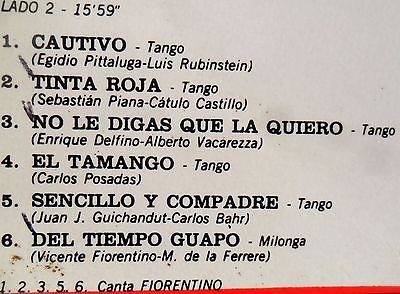 LADO 2 - 15'59"
1. CAUTIVO - Tango
(Egidio Pittaluga-Luis Rubinstein)
2. TINTA ROJA - Tango
(Sebastián Piana-Cátulo Castillo)
3. NO LE DIGAS QUE LA QUIERO - Tango
(Enrique Delfino-Alberto Vacarezza)
4. EL TAMANGO - Tango
(Carlos Posadas)
5. SENCILLO Y COMPADRE - Tango
(Juan J. Guichandut-Carlos Bahr)
6. DEL TIEMPO GUAPO - Milonga
(Vicente Fiorentino-M. de la Ferrere)
1. 2. 3. 5. 6. Canta FIORENTINO